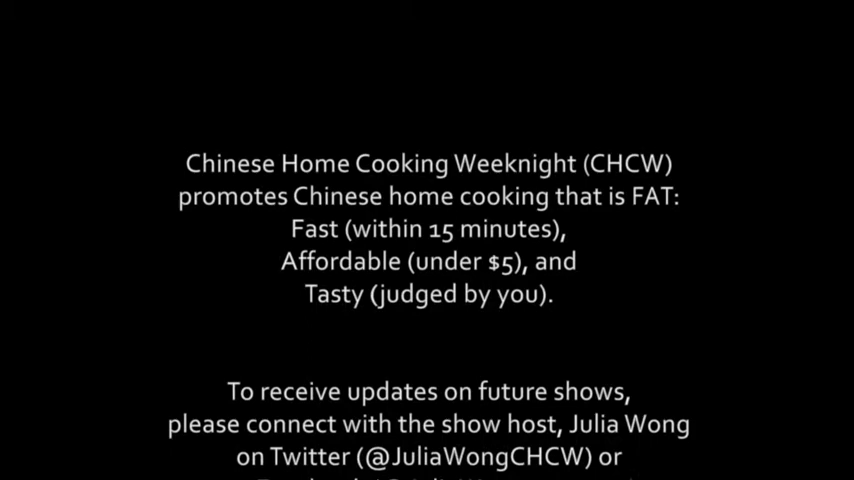 Chinese Home Cooking Weeknight (CHCW)
promotes Chinese home cooking that is FAT:
Fast (within 15 minutes),
Affordable (under $5), and
Tasty (judged by you).
To receive updates on future shows,
please connect with the show host, Julia Wong
on Twitter (@JuliaWongCHCW) or